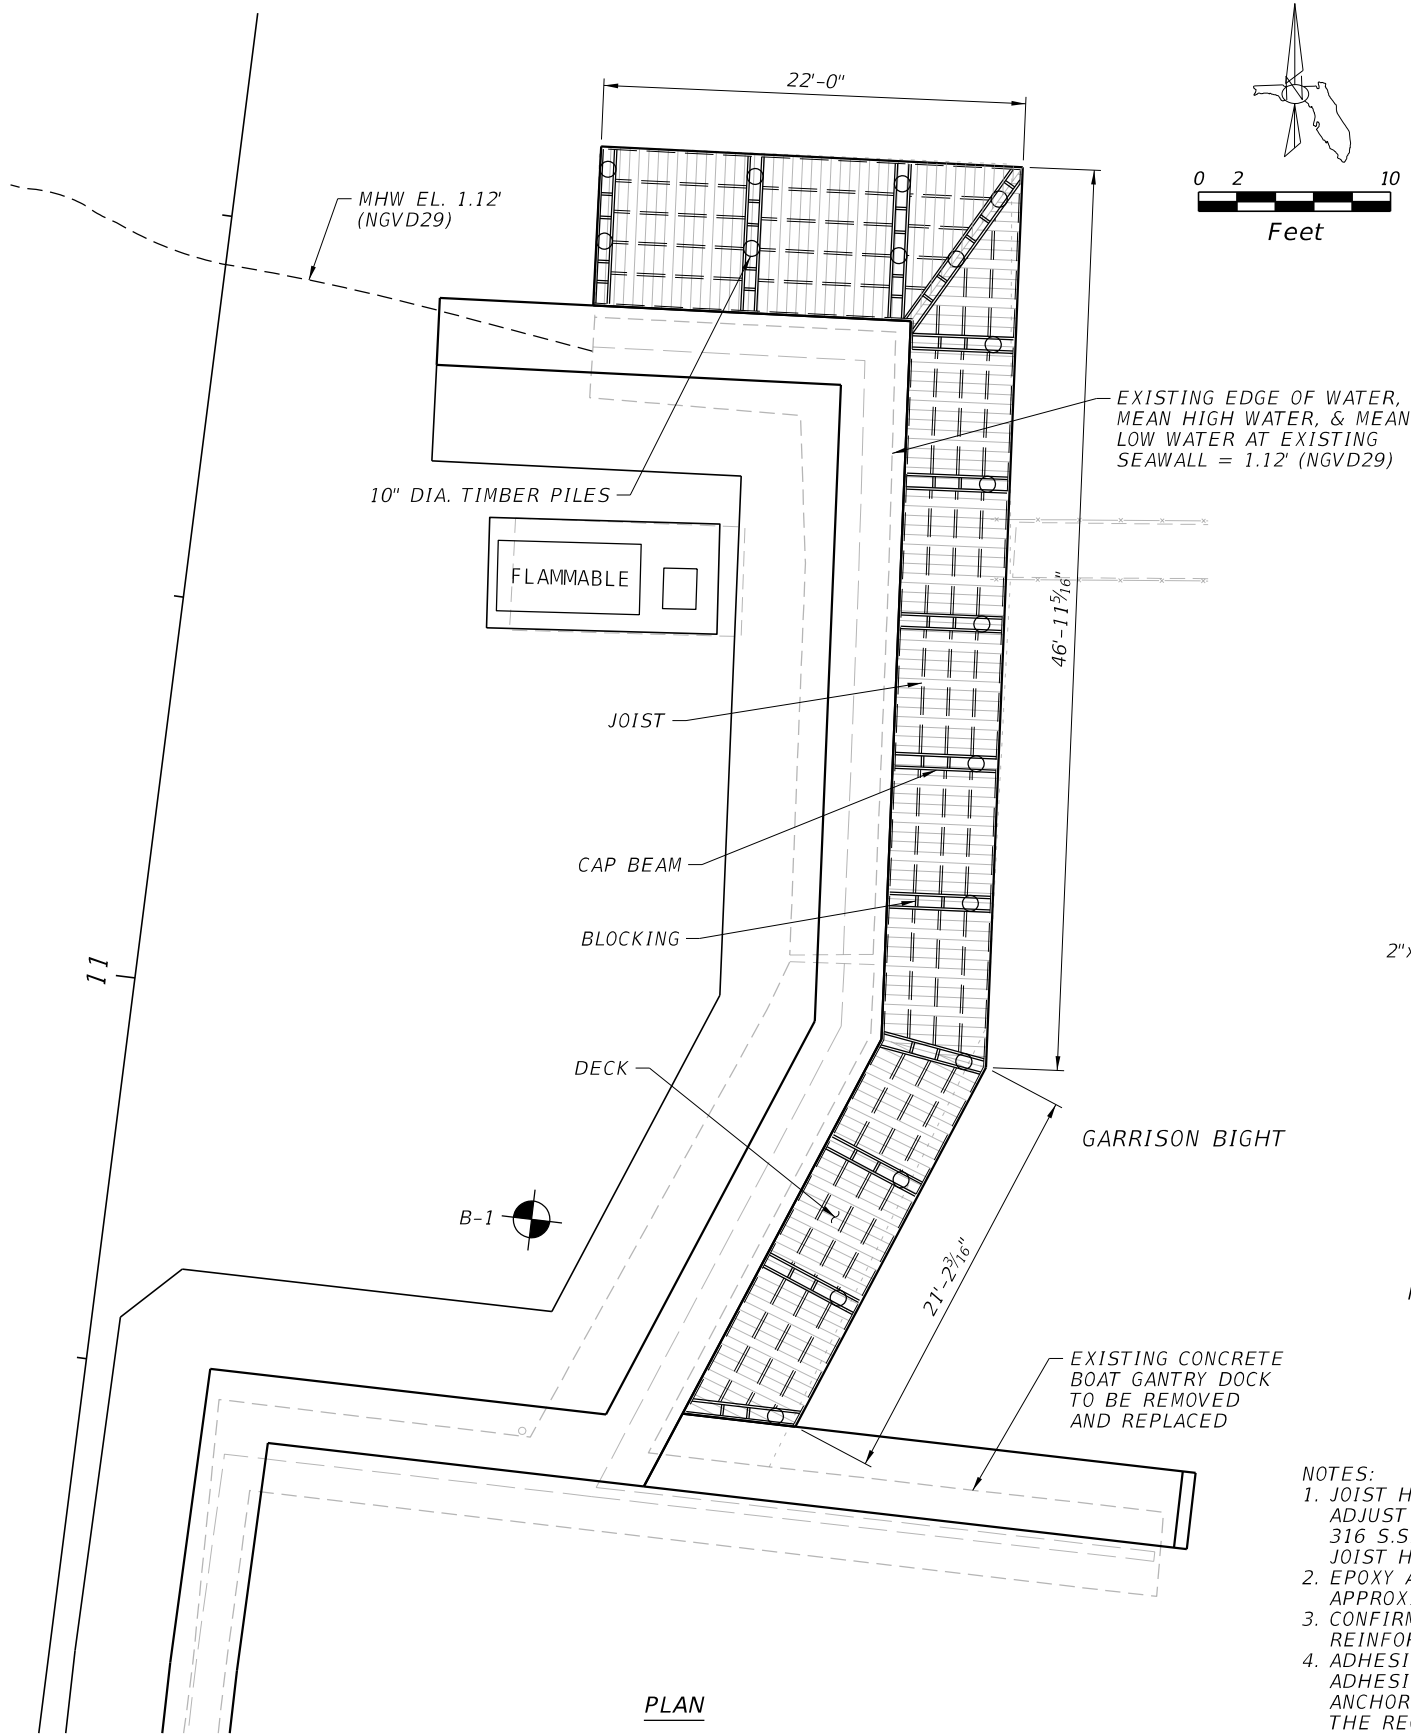 22'-0"
MHW EL. 1.12'
(NGVD29)
0 2 10
Feet
EXISTING EDGE OF WATER,
MEAN HIGH WATER, & MEAN
LOW WATER AT EXISTING
SEAWALL = 1.12' (NGVD29)
10" DIA. TIMBER PILES
FLAMMABLE
46'-11 5/16"
JOIST
CAP BEAM
BLOCKING
11
2"
DECK
GARRISON BIGHT
B-1
21'-2 3/16"
EXISTING CONCRETE
BOAT GANTRY DOCK
TO BE REMOVED
AND REPLACED
NOTES:
1. JOIST H
ADJUST
316 S.S
JOIST H
2. EPOXY A
APPROX
3. CONFIRM
REINFOR
4. ADHESI
ADHESI
ANCHOR
THE RE
PLAN